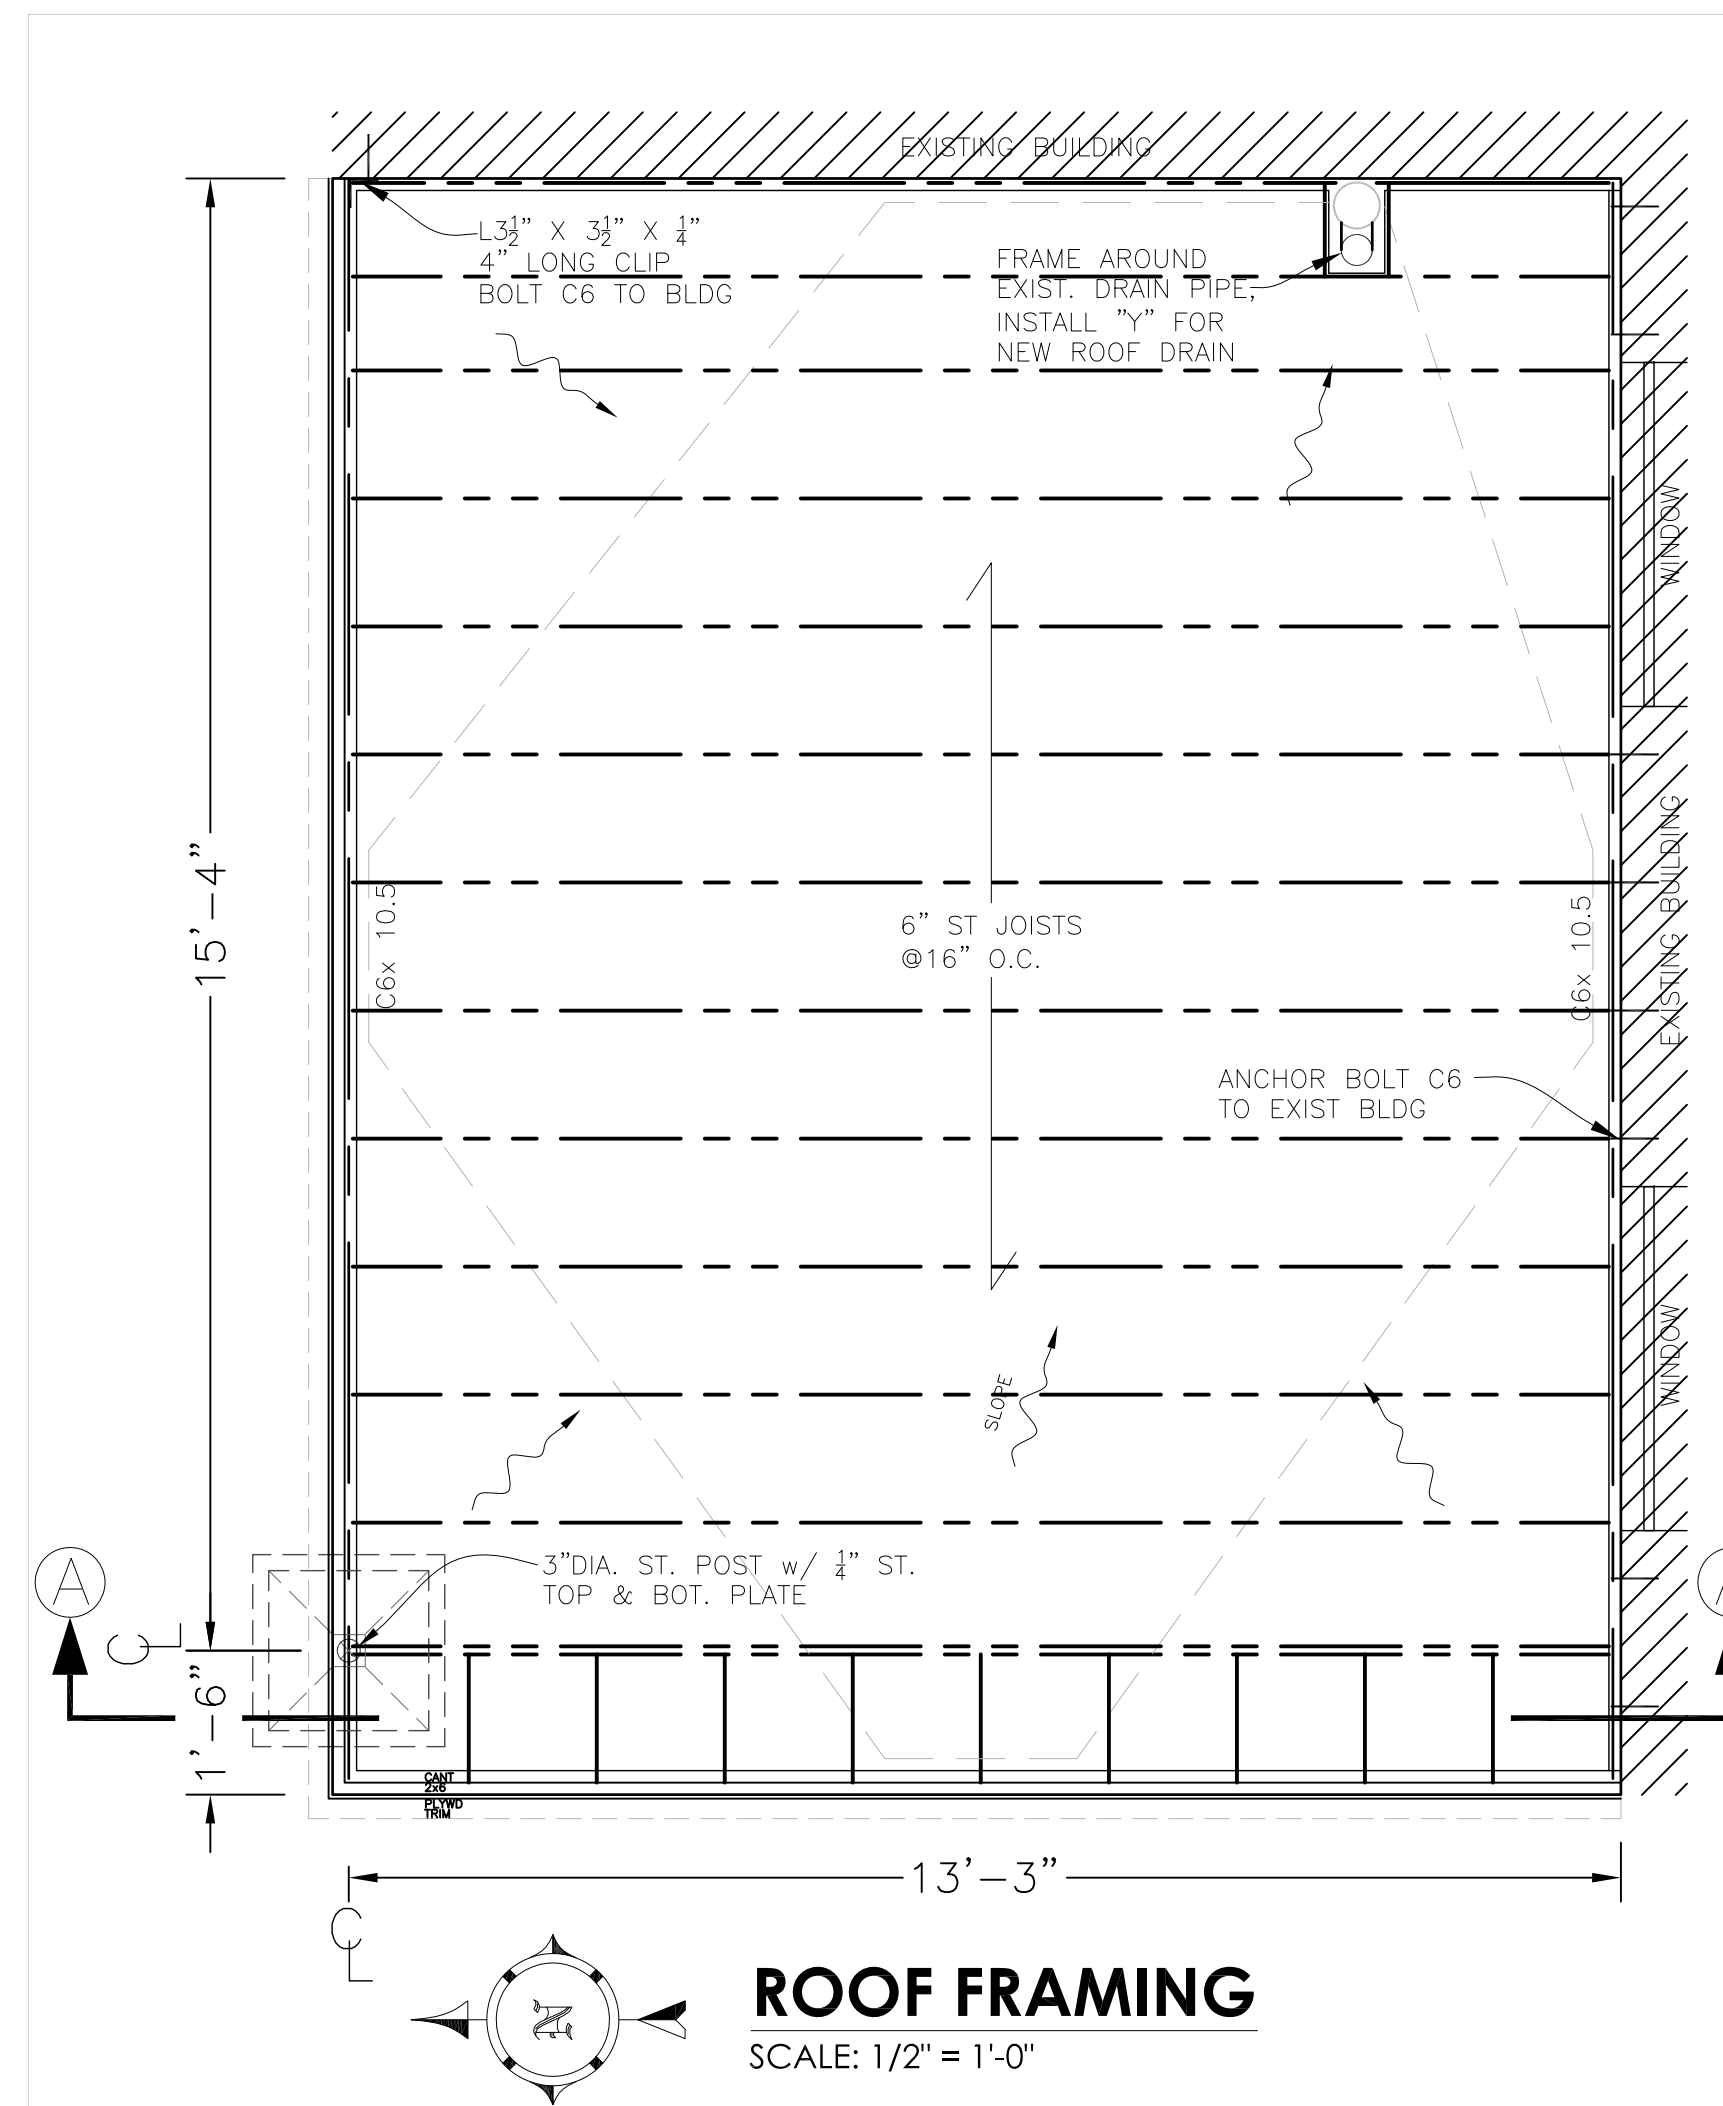 EXISTING BUILDING
L3½” X 3½” X ¼”
4” LONG CLIP
BOLT C6 TO BLDG
FRAME AROUND
EXIST. DRAIN PIPE,
INSTALL ”Y” FOR
NEW ROOF DRAIN
WINDOW
15’–4”
C6x 10.5
6” ST JOISTS
@16” O.C.
C6x 10.5
EXISTING BUILDING
ANCHOR BOLT C6
TO EXIST BLDG
WINDOW
SLOPE
3”DIA. ST. POST w/ ¼” ST.
TOP & BOT. PLATE
A
CL
1’–6”
CANT
2x6
PLYWD
TRIM
13’–3”
CL
N
ROOF FRAMING
SCALE: 1/2" = 1'-0"